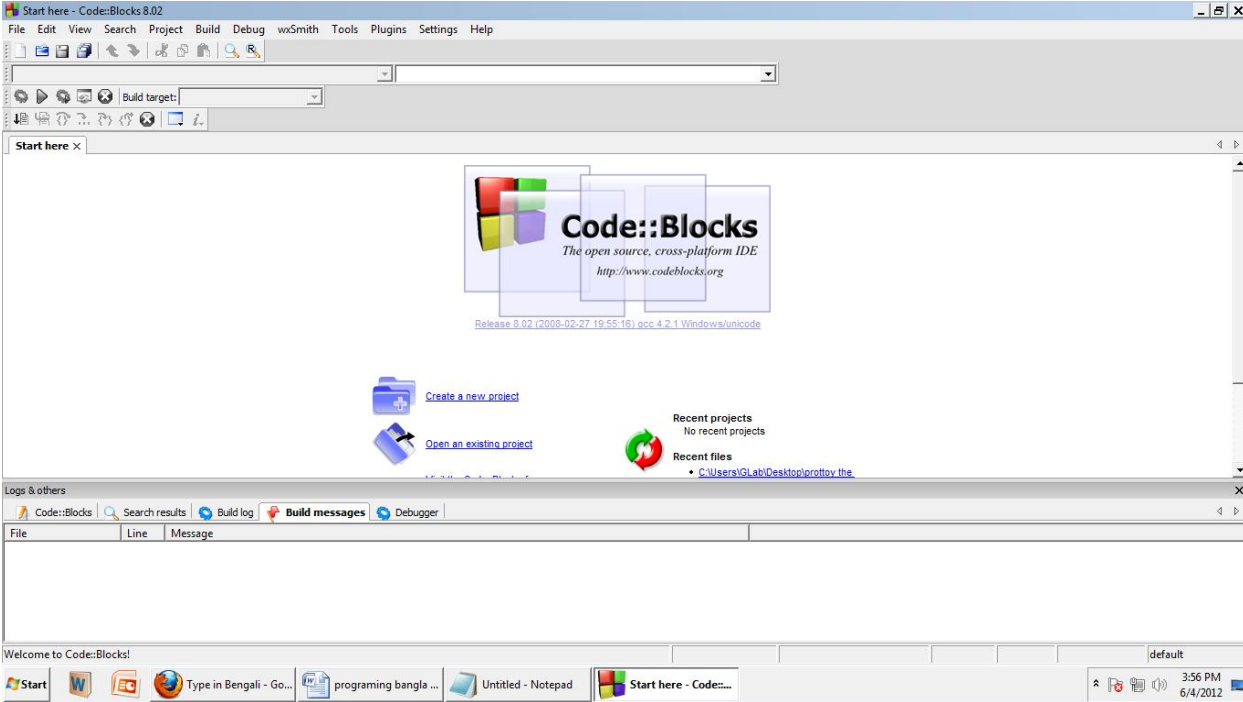 Start here - Code::Blocks 8.02
File Edit View Search Project Build Debug wxSmith Tools Plugins Settings Help
Build target:
Start here
Code::Blocks
The open source, cross-platform IDE
http://www.codeblocks.org
Release 8.02 (2008-02-27 19:55:16) gcc 4.2.1 Windows/unicode
Create a new project
Open an existing project
Recent projects
No recent projects
Recent files
C:\Users\GLab\Desktop\prottoy the
Logs & others
Code::Blocks Search results Build log Build messages Debugger
File Line Message
Welcome to Code::Blocks! default
Start Type in Bengali - Go... programing bangla ... Untitled - Notepad Start here - Code::... 3:56 PM
6/4/2012